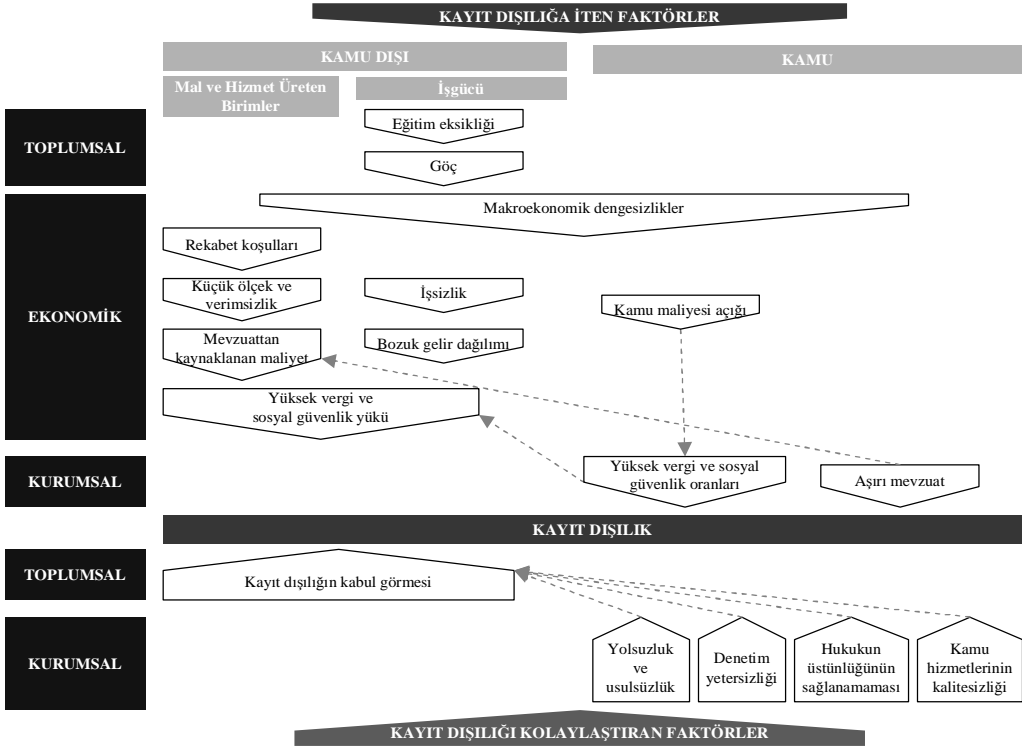 KAYIT DIŞILIĞA İTEN FAKTÖRLER
KAMU DIŞI
KAMU
Mal ve Hizmet Üreten
Birimler
İşgücü
TOPLUMSAL
Eğitim eksikliği
Göç
EKONOMİK
Makroekonomik dengesizlikler
Rekabet koşulları
Küçük ölçek ve
verimsizlik
İşsizlik
Kamu maliyesi açığı
Mevzuattan
kaynaklanan maliyet
Bozuk gelir dağılımı
Yüksek vergi ve
sosyal güvenlik yükü
KURUMSAL
Yüksek vergi ve sosyal
güvenlik oranları
Aşırı mevzuat
KAYIT DIŞILIK
TOPLUMSAL
Kayıt dışılığın kabul görmesi
KURUMSAL
Yolsuzluk
ve
usulsüzlük
Denetim
yetersizliği
Hukukun
üstünlüğünün
sağlanamaması
Kamu
hizmetlerinin
kalitesizliği
KAYIT DIŞILIĞI KOLAYLAŞTIRAN FAKTÖRLER